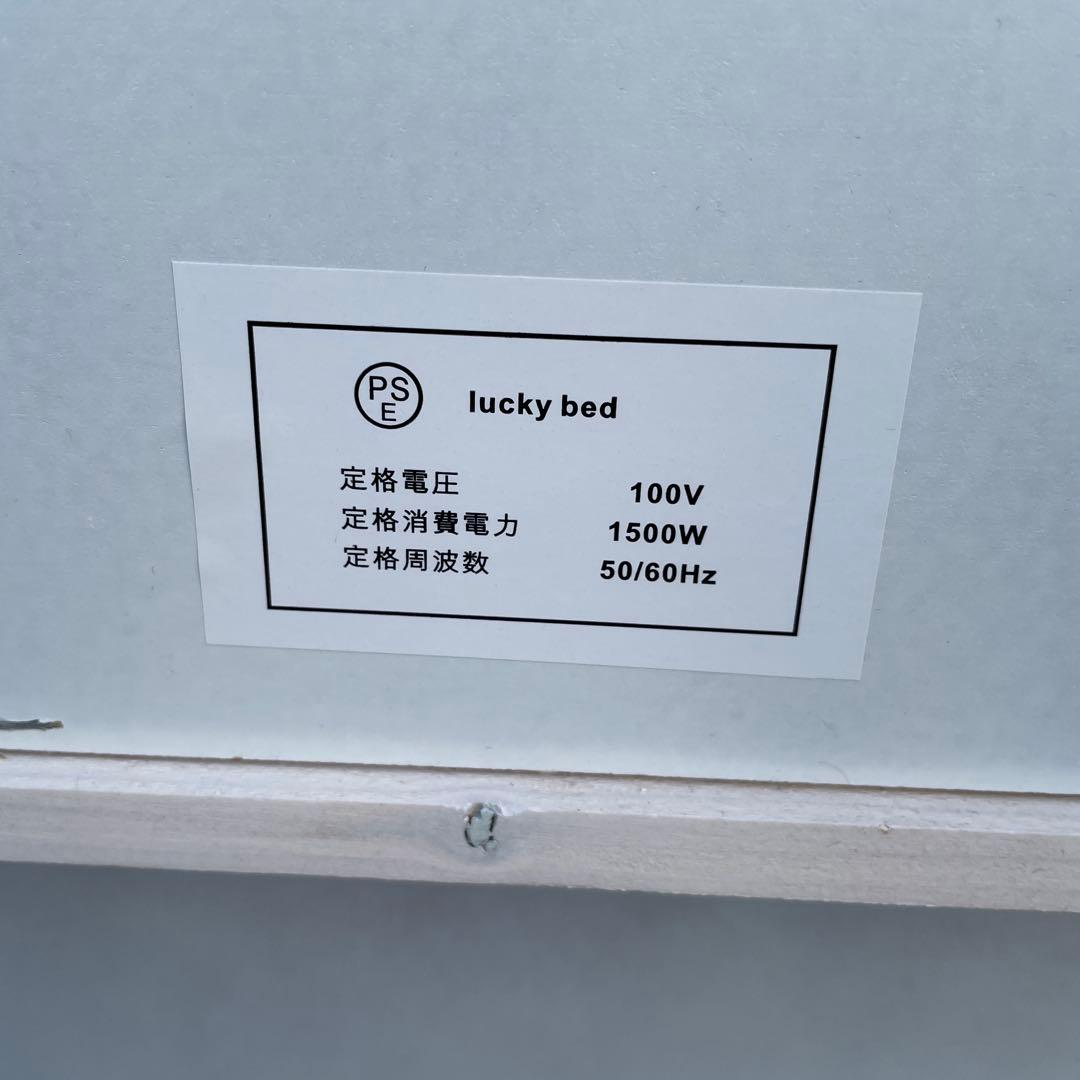 PSE lucky bed
定格電圧 100V
定格消費電力 1500W
定格周波数 50/60Hz